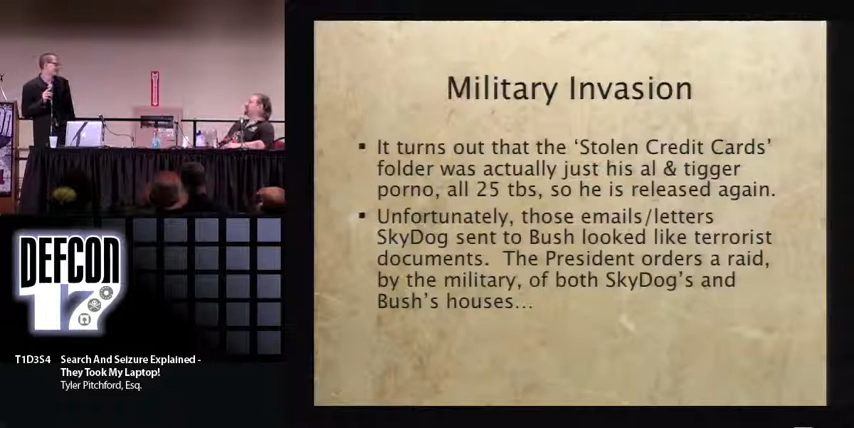 Military Invasion
▪ It turns out that the ‘Stolen Credit Cards’
folder was actually just his al & tigger
porno, all 25 tbs, so he is released again.
▪ Unfortunately, those emails/letters
SkyDog sent to Bush looked like terrorist
documents.  The President orders a raid,
by the military, of both SkyDog’s and
Bush’s houses…
DEFCON
17
T1D3S4
Search And Seizure Explained -
They Took My Laptop!
Tyler Pitchford, Esq.